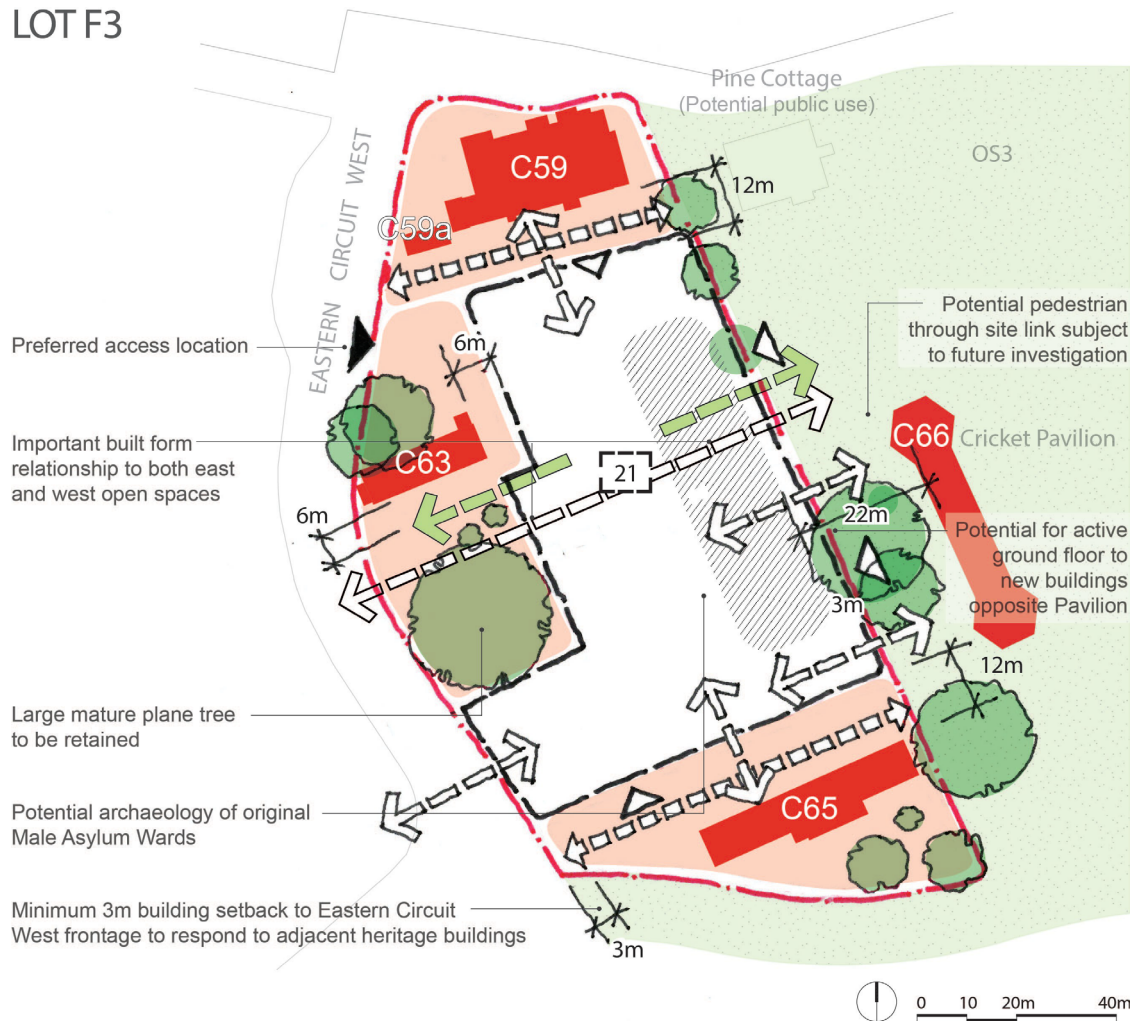 LOT F3
Pine Cottage
(Potential public use)
OS3
EASTERN CIRCUIT WEST
C59
C59a
12m
Potential pedestrian
through site link subject
to future investigation
Preferred access location
6m
Important built form
relationship to both east
and west open spaces
C63
21
C66
Cricket Pavilion
6m
22m
Potential for active
ground floor to
new buildings
opposite Pavilion
3m
12m
Large mature plane tree
to be retained
Potential archaeology of original
Male Asylum Wards
C65
Minimum 3m building setback to Eastern Circuit
West frontage to respond to adjacent heritage buildings
3m
0 10 20m 40m